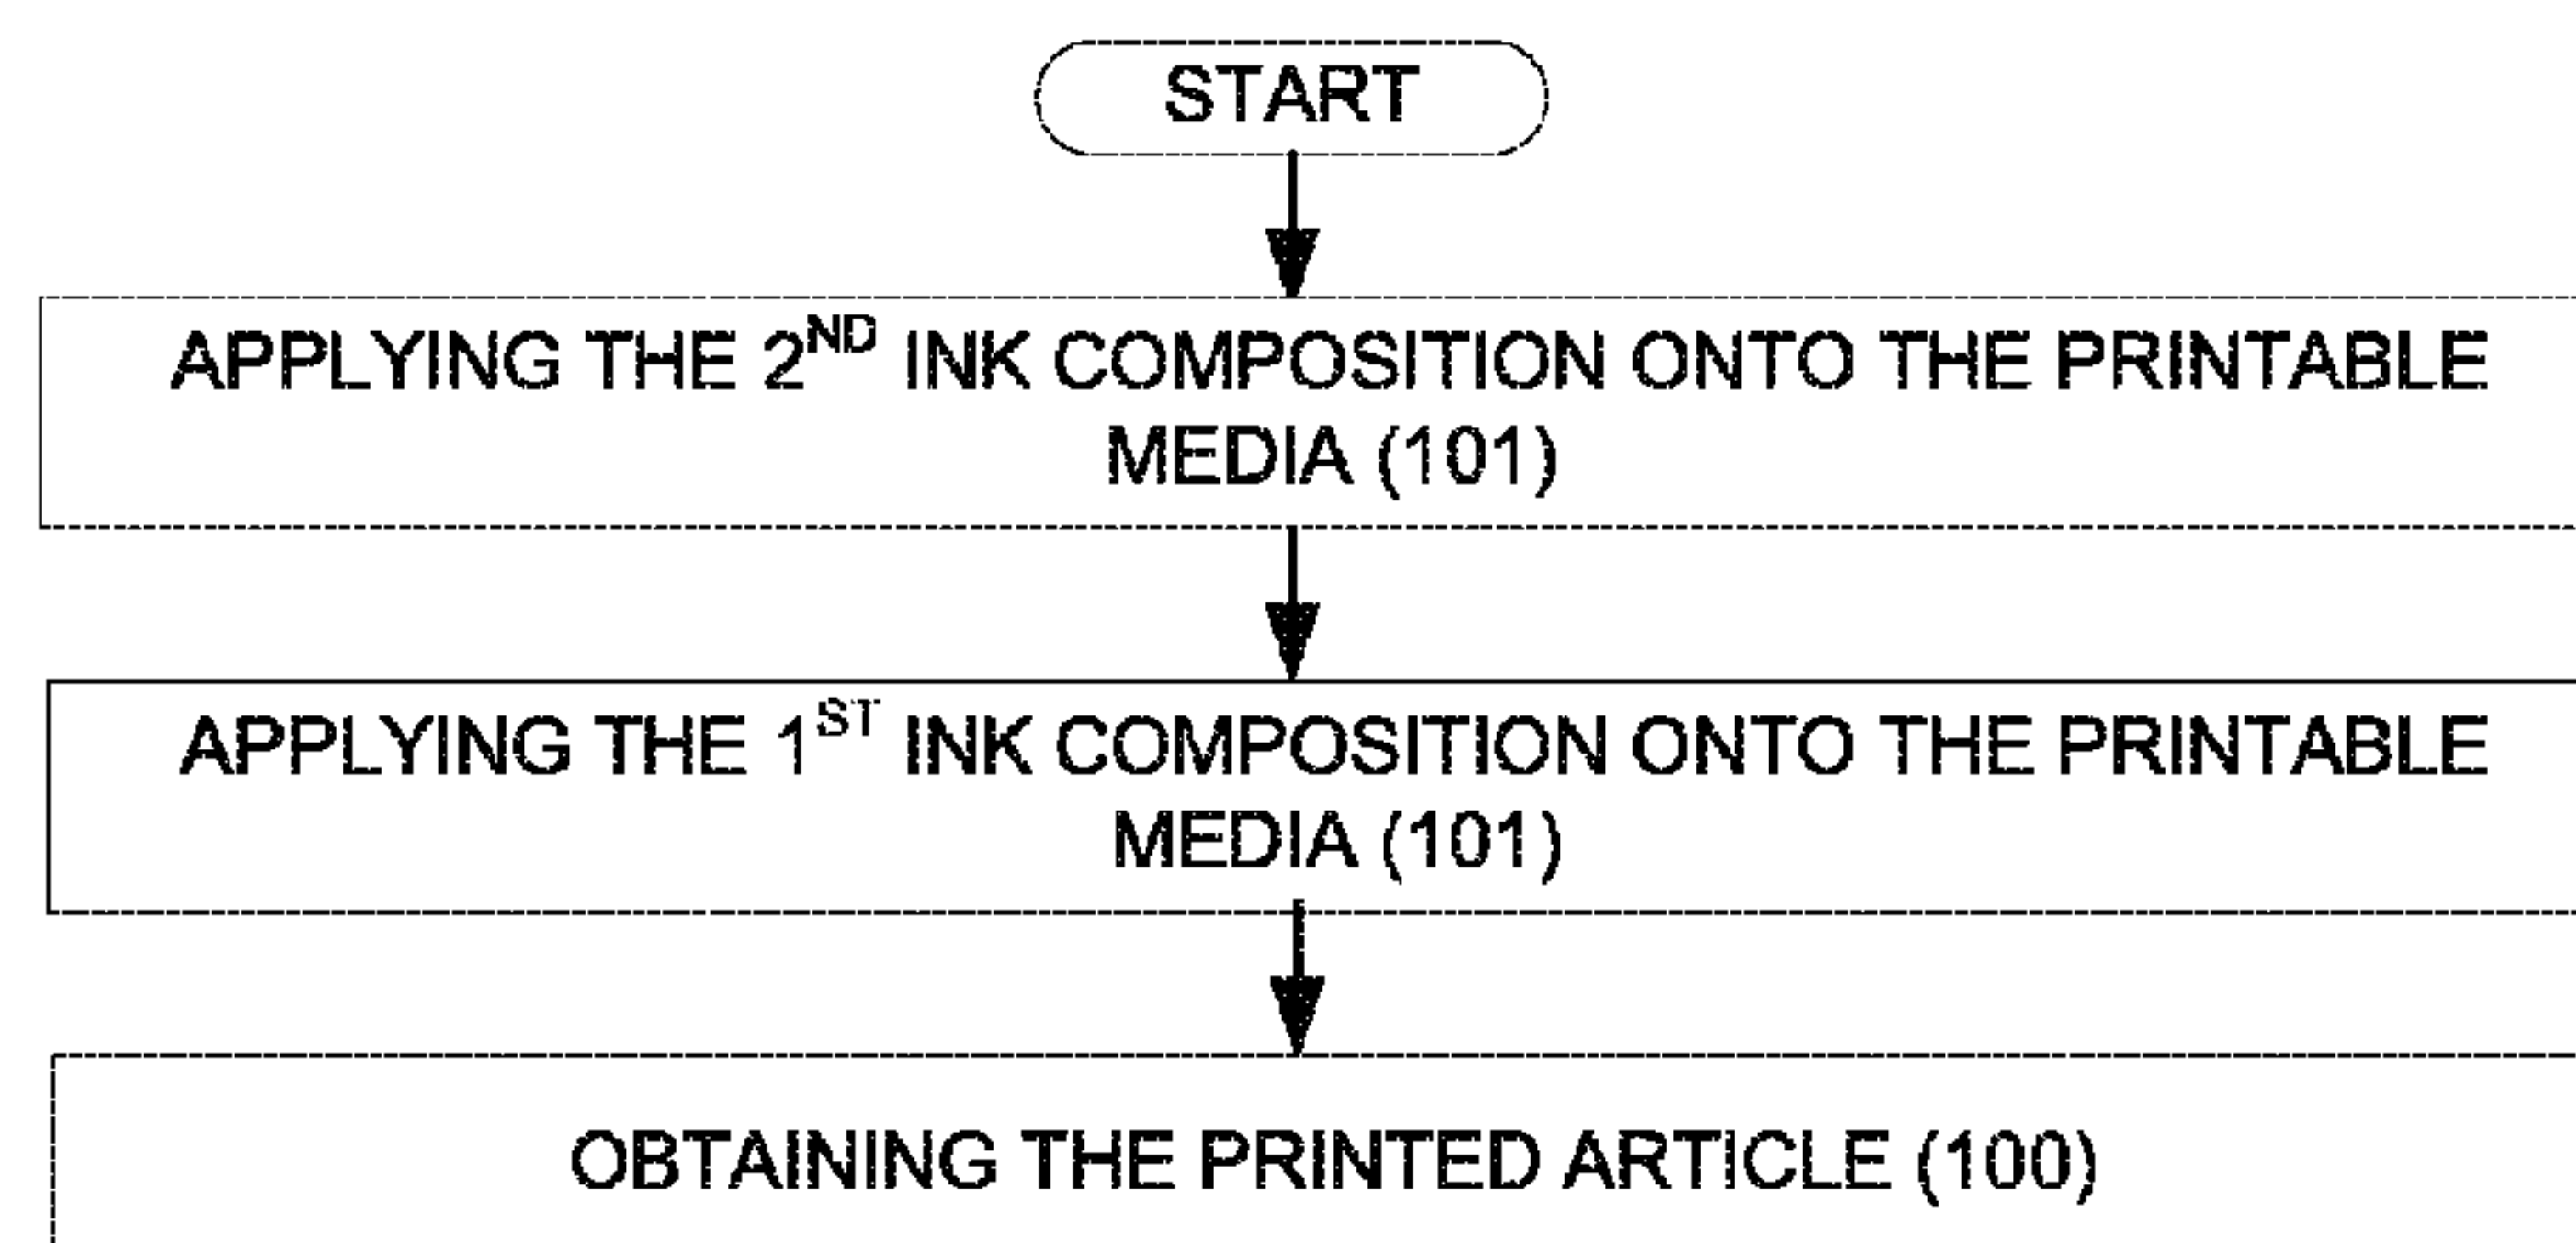 START
APPLYING THE 2ND INK COMPOSITION ONTO THE PRINTABLE
MEDIA (101)
APPLYING THE 1ST INK COMPOSITION ONTO THE PRINTABLE
MEDIA (101)
OBTAINING THE PRINTED ARTICLE (100)